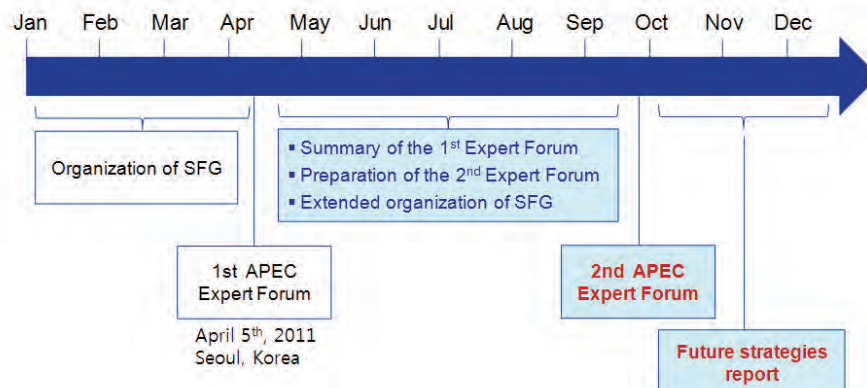 Jan Feb Mar Apr May Jun Jul Aug Sep Oct Nov Dec
Organization of SFG
▪ Summary of the 1st Expert Forum
▪ Preparation of the 2nd Expert Forum
▪ Extended organization of SFG
1st APEC
Expert Forum
April 5th, 2011
Seoul, Korea
2nd APEC
Expert Forum
Future strategies
report